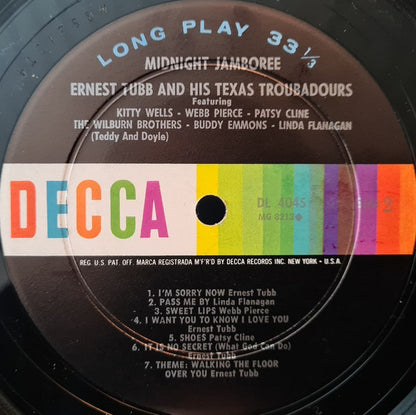 LONG PLAY 33 1/3
MIDNIGHT JAMBOREE
ERNEST TUBB AND HIS TEXAS TROUBADOURS
Featuring
KITTY WELLS - WEBB PIERCE - PATSY CLINE
THE WILBURN BROTHERS - BUDDY EMMONS - LINDA FLANAGAN
(Teddy And Doyle)
DECCA
DL 4045
MG 8213
2
REG. U.S. PAT. OFF. MARCA REGISTRADA M'F'R'D BY DECCA RECORDS INC. NEW YORK - U.S.A.
1. I'M SORRY NOW Ernest Tubb
2. PASS ME BY Linda Flanagan
3. SWEET LIPS Webb Pierce
4. I WANT YOU TO KNOW I LOVE YOU
Ernest Tubb
5. SHOES Patsy Cline
6. IT IS NO SECRET (What God Can Do)
Ernest Tubb
7. THEME: WALKING THE FLOOR
OVER YOU Ernest Tubb